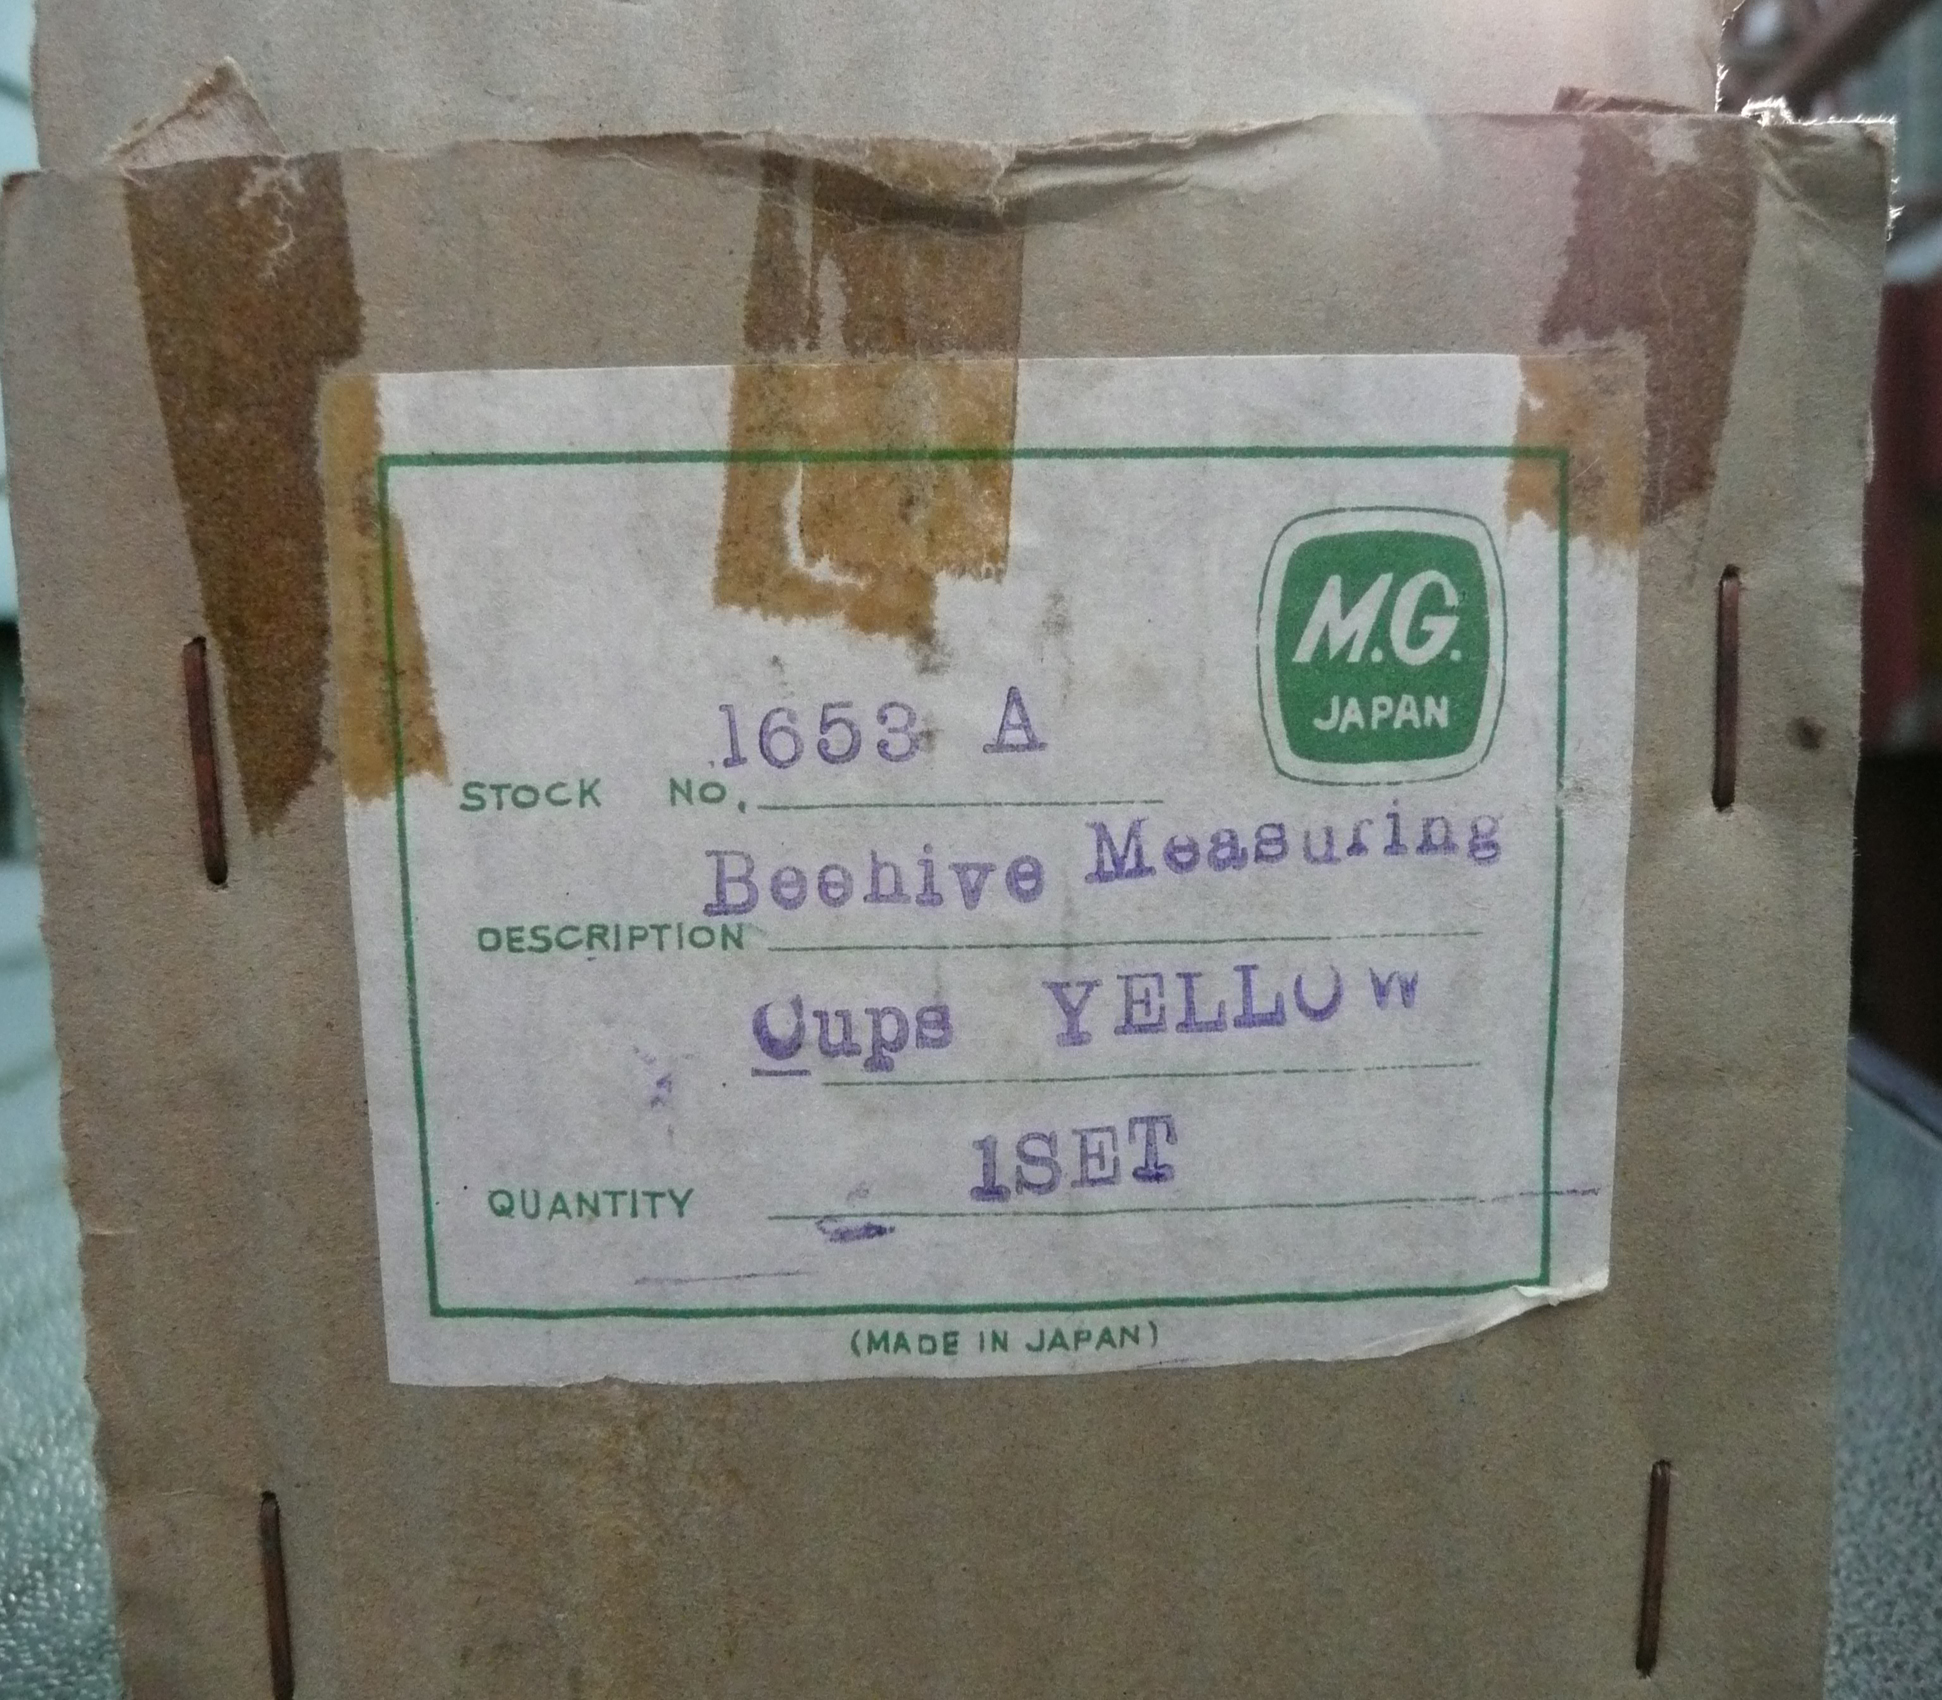 M.G.
JAPAN
STOCK NO. 1653 A
DESCRIPTION Beehive Measuring
Cups YELLOW
QUANTITY 1SET
(MADE IN JAPAN)